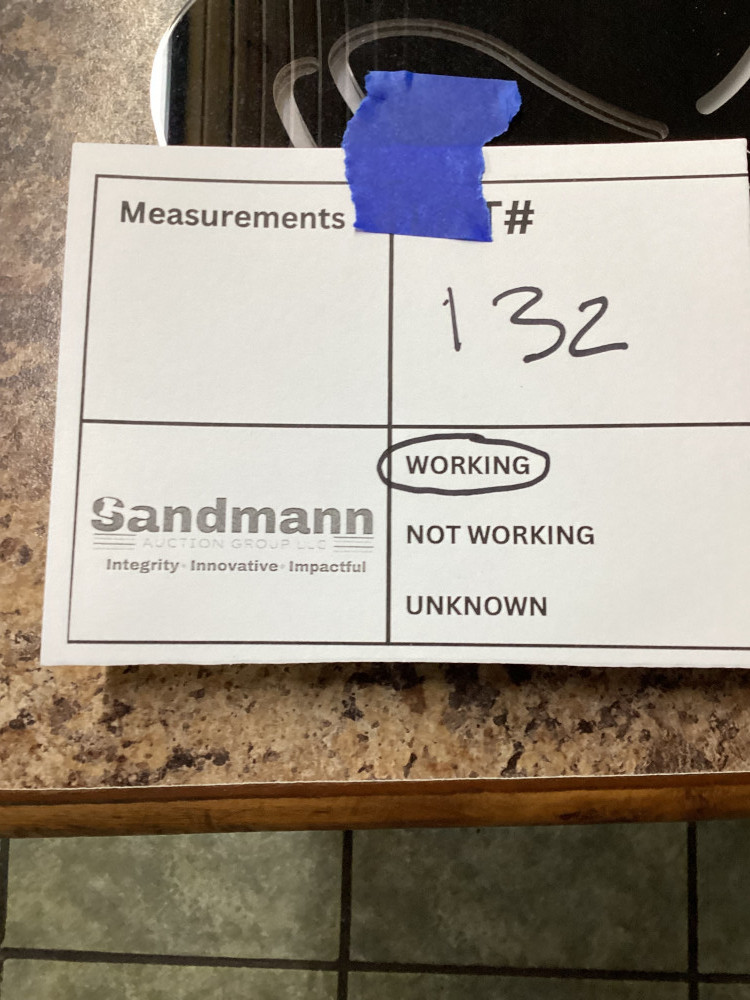 Measurements
T#
132
WORKING
NOT WORKING
UNKNOWN
Sandmann
AUCTION GROUP LLC
Integrity• Innovative• Impactful